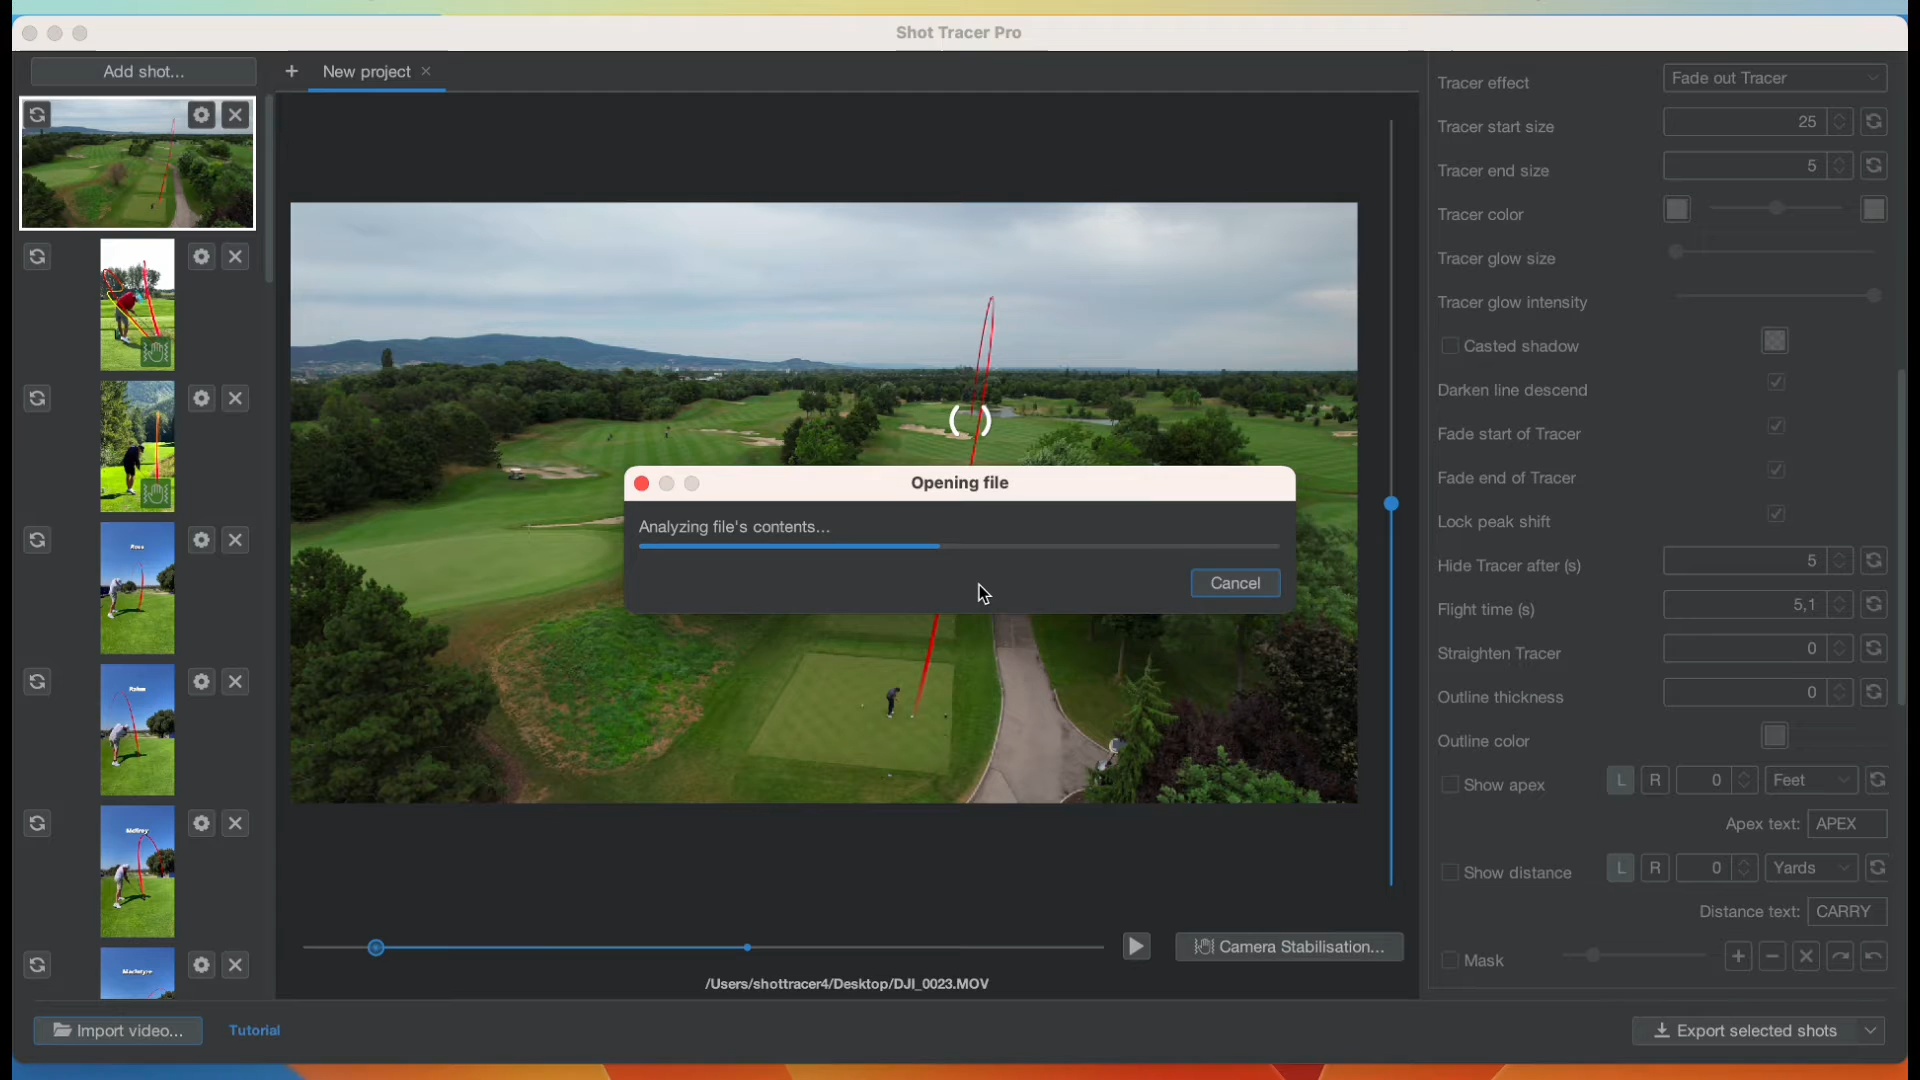 Shot Tracer Pro
Add shot...
New project
Opening file
Analyzing file's contents...
Cancel
/Users/shottracer4/Desktop/DJI_0023.MOV
Camera Stabilisation...
Tracer effect
Fade out Tracer
Tracer start size
25
Tracer end size
5
Tracer color
Tracer glow size
Tracer glow intensity
Casted shadow
Darken line descend
Fade start of Tracer
Fade end of Tracer
Lock peak shift
Hide Tracer after (s)
5
Flight time (s)
5,1
Straighten Tracer
0
Outline thickness
0
Outline color
Show apex
L R 0 Feet
Apex text: APEX
Show distance
L R 0 Yards
Distance text: CARRY
Mask
Import video...
Tutorial
Export selected shots